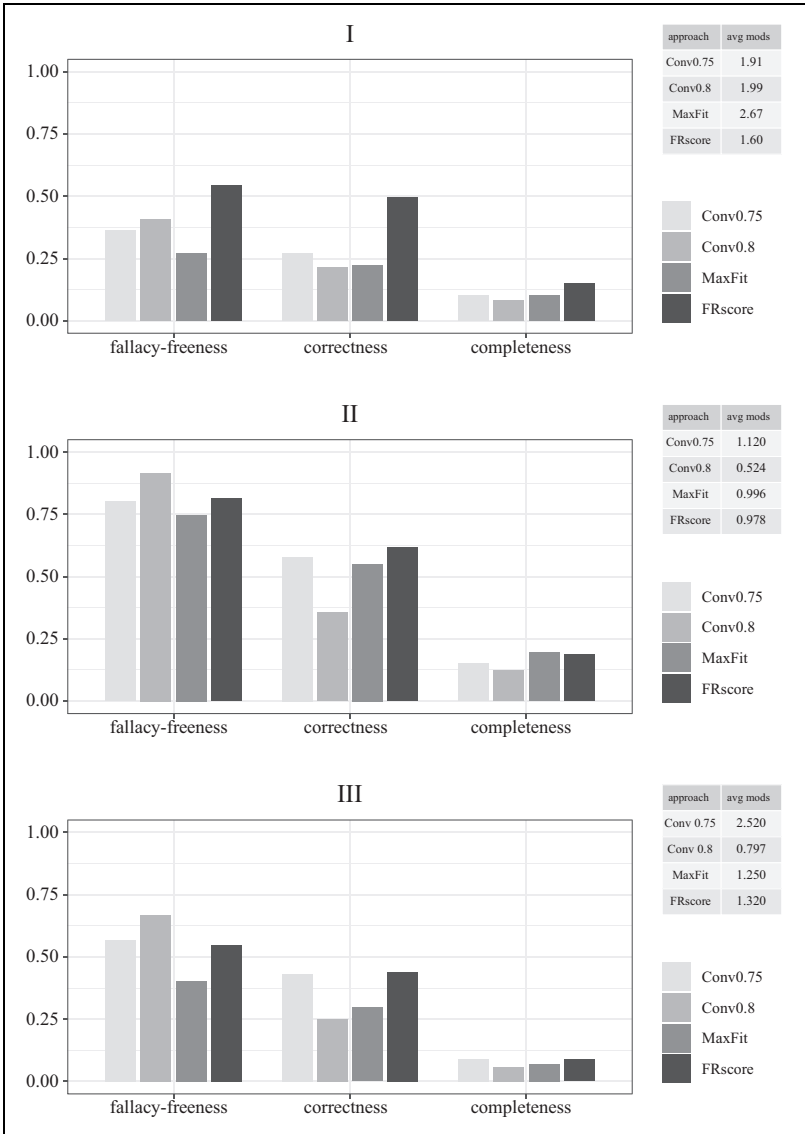 I
approach avg mods
Conv0.75 1.91
Conv0.8 1.99
MaxFit 2.67
FRscore 1.60
1.00
0.75
0.50
0.25
0.00
fallacy-freeness correctness completeness
Conv0.75
Conv0.8
MaxFit
FRscore
II
approach avg mods
Conv0.75 1.120
Conv0.8 0.524
MaxFit 0.996
FRscore 0.978
1.00
0.75
0.50
0.25
0.00
fallacy-freeness correctness completeness
Conv0.75
Conv0.8
MaxFit
FRscore
III
approach avg mods
Conv 0.75 2.520
Conv 0.8 0.797
MaxFit 1.250
FRscore 1.320
1.00
0.75
0.50
0.25
0.00
fallacy-freeness correctness completeness
Conv0.75
Conv0.8
MaxFit
FRscore